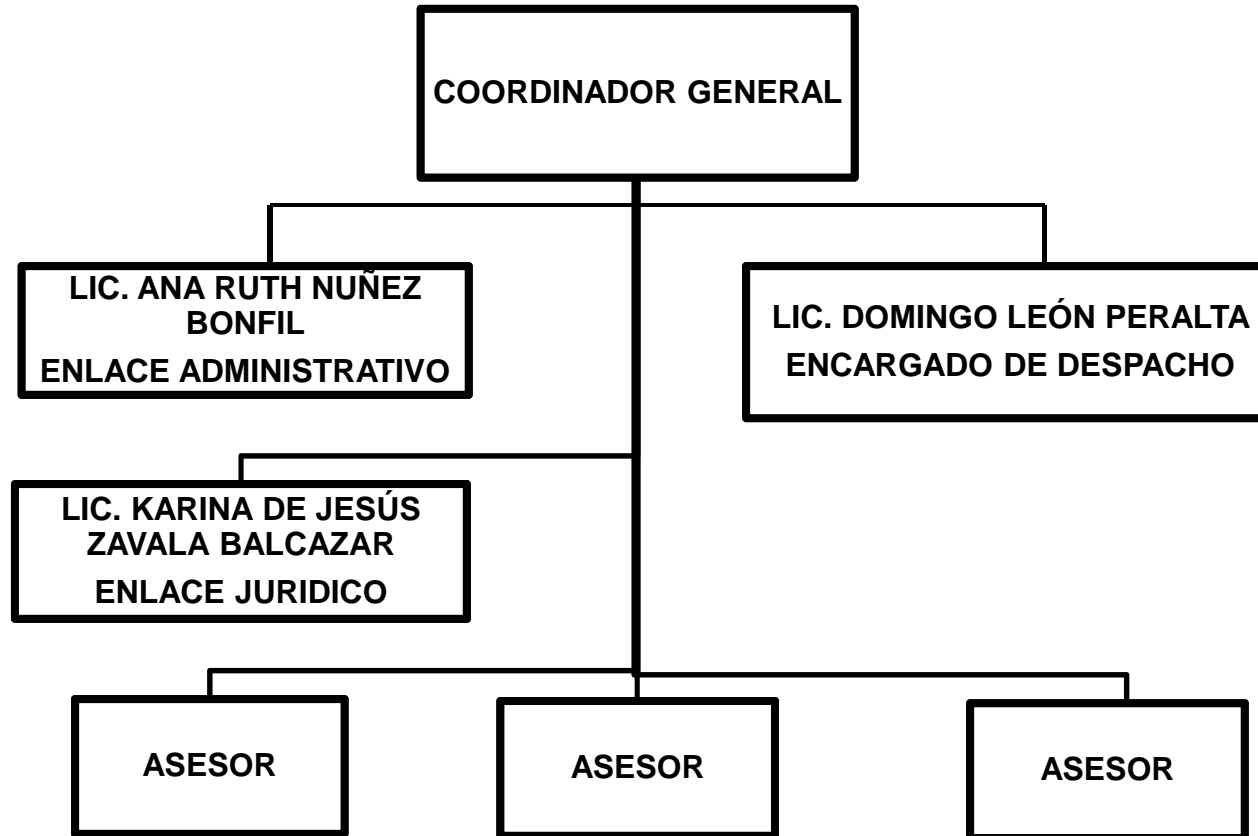 COORDINADOR GENERAL
LIC. ANA RUTH NUÑEZ
BONFIL
ENLACE ADMINISTRATIVO
LIC. DOMINGO LEÓN PERALTA
ENCARGADO DE DESPACHO
LIC. KARINA DE JESÚS
ZAVALA BALCAZAR
ENLACE JURIDICO
ASESOR
ASESOR
ASESOR